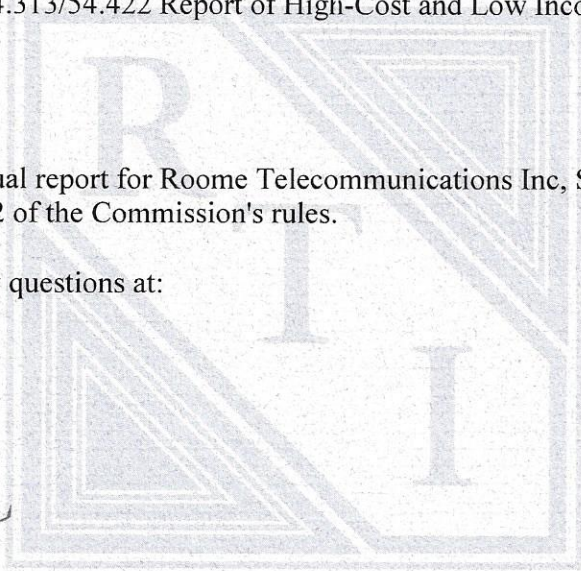 .313/54.422 Report of High-Cost and Low Inco
R
ual report for Roome Telecommunications Inc,
2 of the Commission's rules.
T
questions at:
I